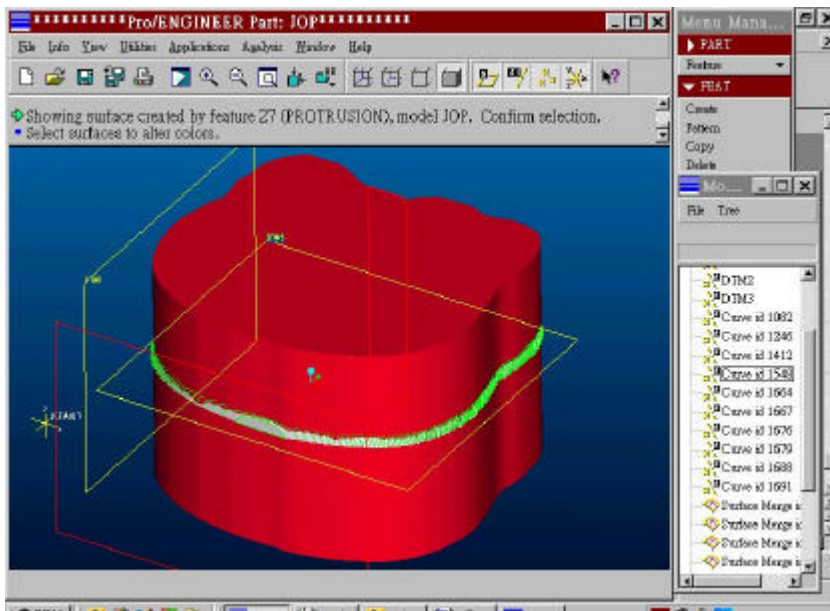 *********Pro/ENGINEER Part: JOP**********
File Info View Utilities Applications Analysis Window Help
Showing surface created by feature 27 (PROTRUSION), model JOP. Confirm selection.
Select surfaces to alter colors.
Menu Mana...
PART
Feature
FEAT
Create
Pattern
Copy
Delete
Mo...
File Tree
DTM2
DTM3
Curve id 1082
Curve id 1246
Curve id 1412
Curve id 1548
Curve id 1664
Curve id 1667
Curve id 1676
Curve id 1679
Curve id 1688
Curve id 1691
Surface Merge i
Surface Merge i
Surface Merge i
Surface Merge i